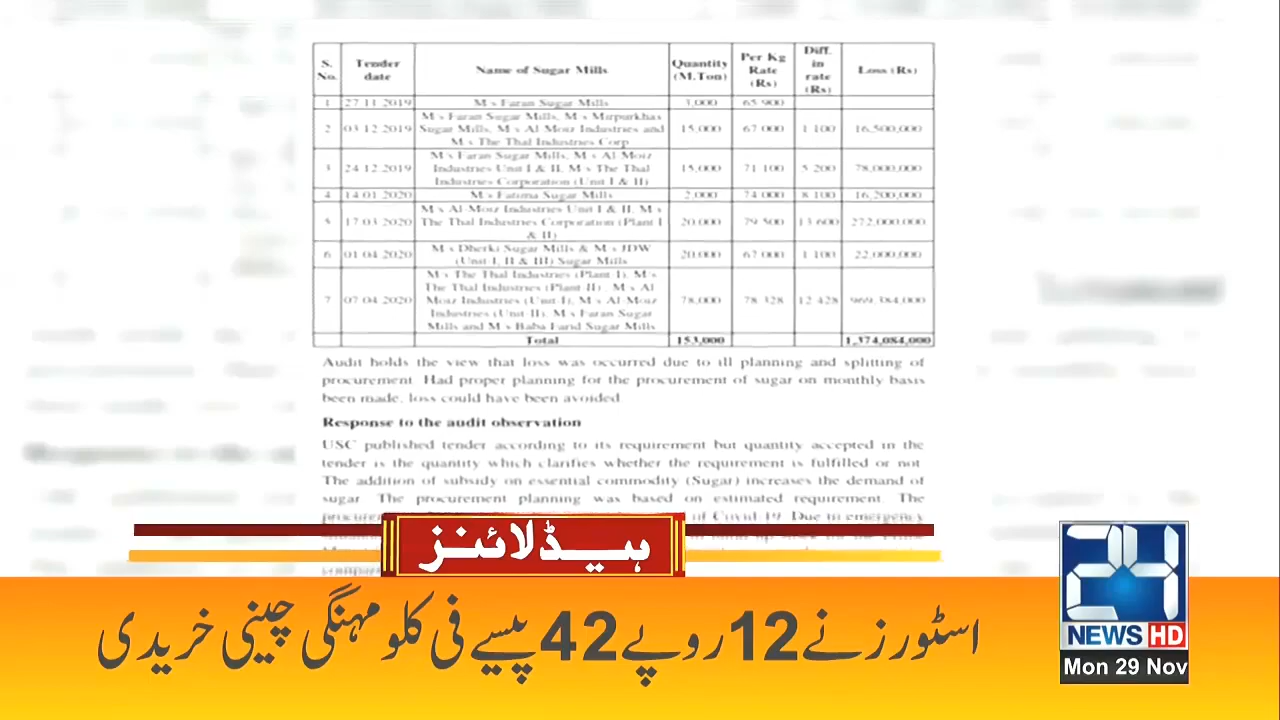 S. No. Tender date Name of Sugar Mills Quantity (M.Ton) Per Kg Rate (Rs) Diff. in rate (Rs) Loss (Rs)
1 27.11.2019 M/s Faran Sugar Mills 3,000 65.900
2 03.12.2019 M/s Faran Sugar Mills, M/s Mirpurkhas Sugar Mills, M/s Al Moiz Industries and M/s The Thal Industries Corp 15,000 67.000 1.100 16,500,000
3 24.12.2019 M/s Faran Sugar Mills, M/s Al-Moiz Industries Unit I & II, M/s The Thal Industries Corporation (Unit I & II) 15,000 71.100 5.200 78,000,000
4 14.01.2020 M/s Fatima Sugar Mills 2,000 74.000 8.100 16,200,000
5 17.03.2020 M/s Al-Moiz Industries Unit I & II, M/s The Thal Industries Corporation (Plant I & II) 20,000 79.500 13.600 272,000,000
6 01.04.2020 M/s Dherki Sugar Mills & M/s JDW (Unit I, II & III) Sugar Mills 20,000 67.000 1.100 22,000,000
7 07.04.2020 M/s The Thal Industries (Plant I), M/s The Thal Industries (Plant-II), M/s Al Moiz Industries (Unit-I), M/s Al-Moiz Industries (Unit-II), M/s Faran Sugar Mills and M/s Baba Farid Sugar Mills 78,000 78.328 12.428 969,384,000
Total 153,000 1,374,084,000
Audit holds the view that loss was occurred due to ill planning and splitting of
procurement. Had proper planning for the procurement of sugar on monthly basis
been made, loss could have been avoided
Response to the audit observation
USC published tender according to its requirement but quantity accepted in the
tender is the quantity which clarifies whether the requirement is fulfilled or not.
The addition of subsidy on essential commodity (Sugar) increases the demand of
sugar. The procurement planning was based on estimated requirement. The
of Covid 19. Due to emergency
ہیڈلائنز
اسٹورز نے 12 روپے 42 پیسے فی کلو مہنگی چینی خریدی
24
NEWS HD
Mon 29 Nov